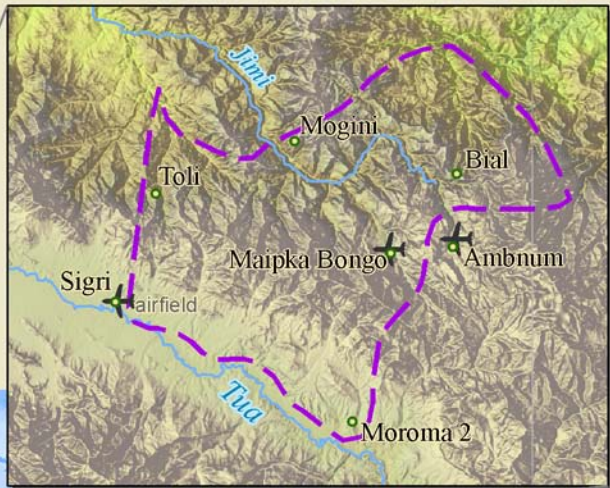 Jimi
Mogini
Toli
Bial
Maipka Bongo
Ambnum
Sigri
airfield
Tua
Moroma 2